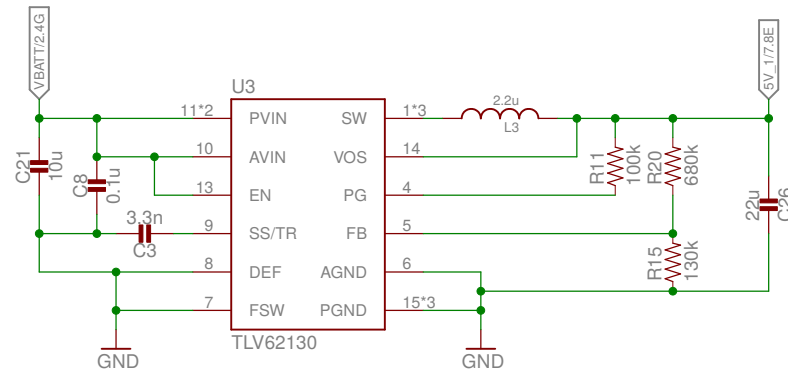 VBATT/2.4G
5V_1/7.8E
U3
11*2
PVIN
SW
1*3
2.2u
L3
10
AVIN
VOS
14
C21
10u
C8
0.1u
R11
100k
R20
680k
13
EN
PG
4
22u
C26
3.3n
C3
9
SS/TR
FB
5
8
DEF
AGND
6
R15
130k
7
FSW
PGND
15*3
TLV62130
GND
GND